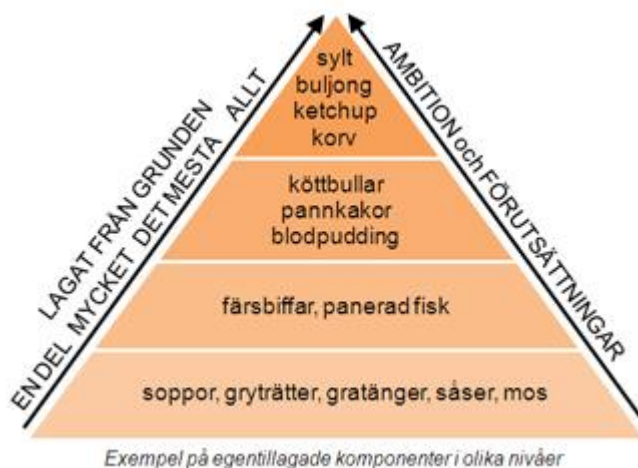 sylt
buljong
ketchup
korv
köttbullar
pannkakor
blodpudding
färsbiffar, panerad fisk
soppor, gryträtter, gratänger, såser, mos
LAGAT FRÅN GRUNDEN
EN DEL MYCKET DET MESTA ALLT
AMBITION och FÖRUTSÄTTNINGAR
Exempel på egentillagade komponenter i olika nivåer